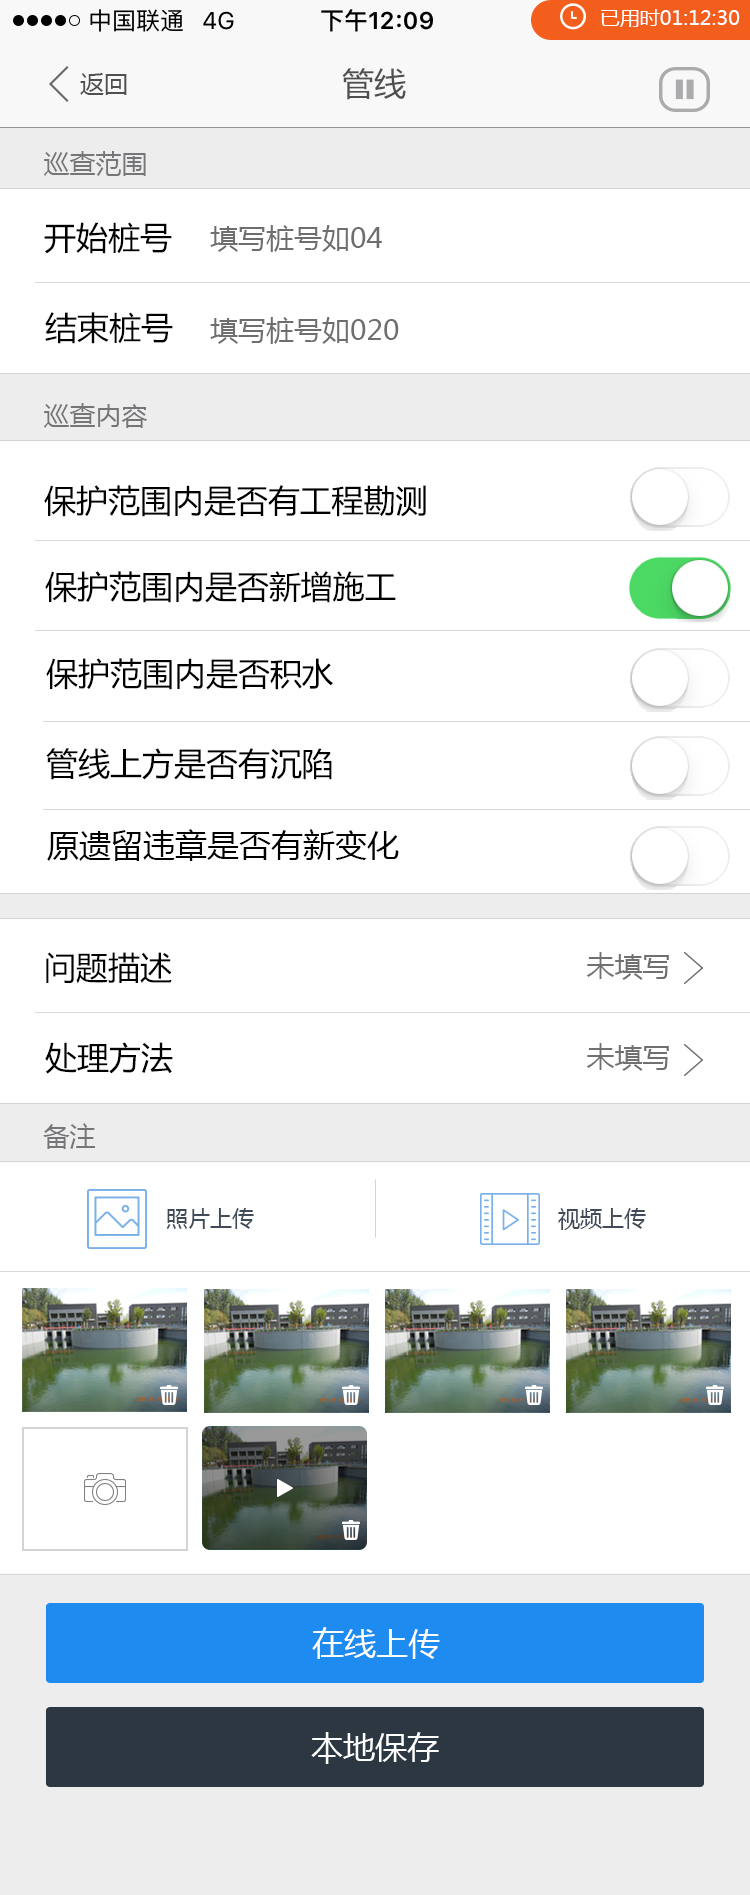 中国联通 4G 下午12:09 已用时01:12:30
返回 管线
巡查范围
开始桩号 填写桩号如04
结束桩号 填写桩号如020
巡查内容
保护范围内是否有工程勘测
保护范围内是否新增施工
保护范围内是否积水
管线上方是否有沉陷
原遗留违章是否有新变化
问题描述 未填写
处理方法 未填写
备注
照片上传 视频上传
在线上传
本地保存